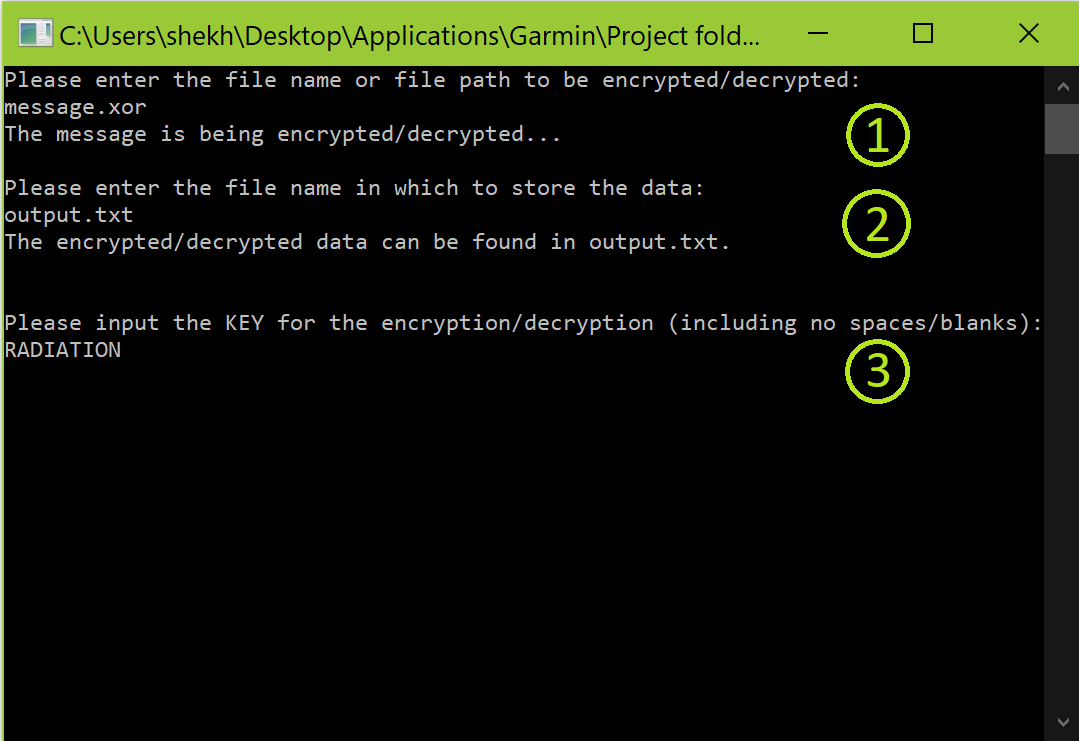 C:\Users\shekh\Desktop\Applications\Garmin\Project fold...
Please enter the file name or file path to be encrypted/decrypted:
message.xor
The message is being encrypted/decrypted...
1
Please enter the file name in which to store the data:
output.txt
2
The encrypted/decrypted data can be found in output.txt.
Please input the KEY for the encryption/decryption (including no spaces/blanks):
RADIATION
3